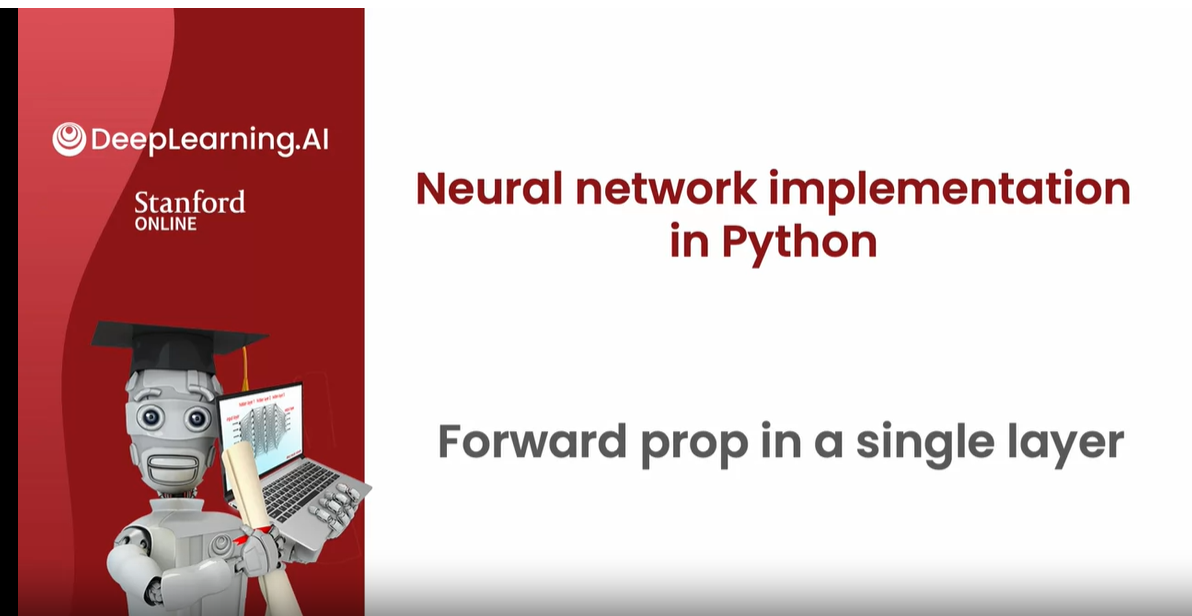 DeepLearning.AI
Stanford
ONLINE
Neural network implementation
in Python
Forward prop in a single layer